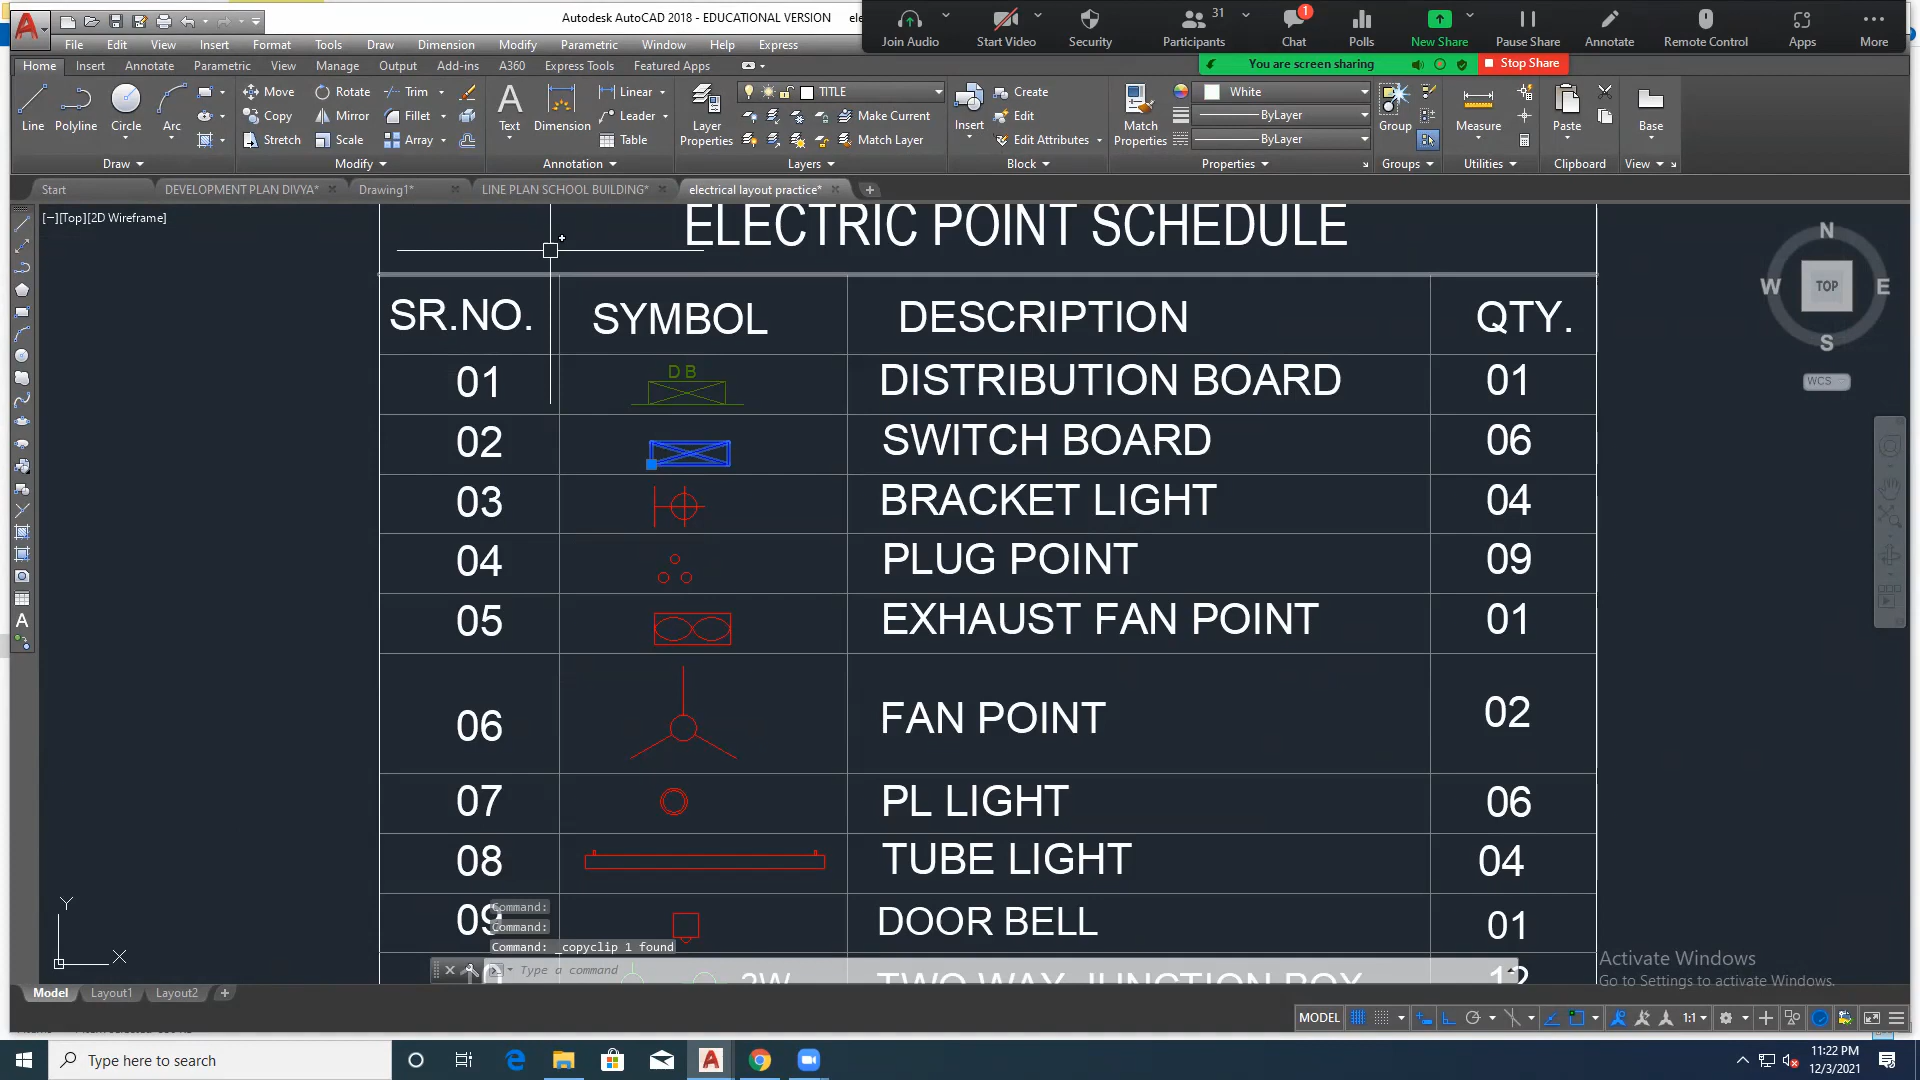 Autodesk AutoCAD 2018 - EDUCATIONAL VERSION
Join Audio
Start Video
Security
Participants
31
Chat
1
Polls
New Share
Pause Share
Annotate
Remote Control
Apps
More
File Edit View Insert Format Tools Draw Dimension Modify Parametric Window Help Express
You are screen sharing
Stop Share
Home Insert Annotate Parametric View Manage Output Add-ins A360 Express Tools Featured Apps
Line
Polyline
Circle
Arc
Move
Rotate
Trim
Copy
Mirror
Fillet
Stretch
Scale
Array
Text
Dimension
Linear
Leader
Table
Layer
Properties
TITLE
Make Current
Match Layer
Insert
Create
Edit
Edit Attributes
Match
Properties
White
ByLayer
ByLayer
Group
Measure
Paste
Base
Draw
Modify
Annotation
Layers
Block
Properties
Groups
Utilities
Clipboard
View
Start
DEVELOPMENT PLAN DIVYA*
Drawing1*
LINE PLAN SCHOOL BUILDING*
electrical layout practice*
[−][Top][2D Wireframe]
ELECTRIC POINT SCHEDULE
SR.NO. SYMBOL DESCRIPTION QTY.
01 D B DISTRIBUTION BOARD 01
02 SWITCH BOARD 06
03 BRACKET LIGHT 04
04 PLUG POINT 09
05 EXHAUST FAN POINT 01
06 FAN POINT 02
07 PL LIGHT 06
08 TUBE LIGHT 04
09 DOOR BELL 01
2W TWO WAY JUNCTION BOX 12
N
W TOP E
S
WCS
Y
X
Command:
Command:
Command: _copyclip 1 found
Type a command
Activate Windows
Go to Settings to activate Windows.
Model Layout1 Layout2
MODEL
1:1
Type here to search
11:22 PM
12/3/2021